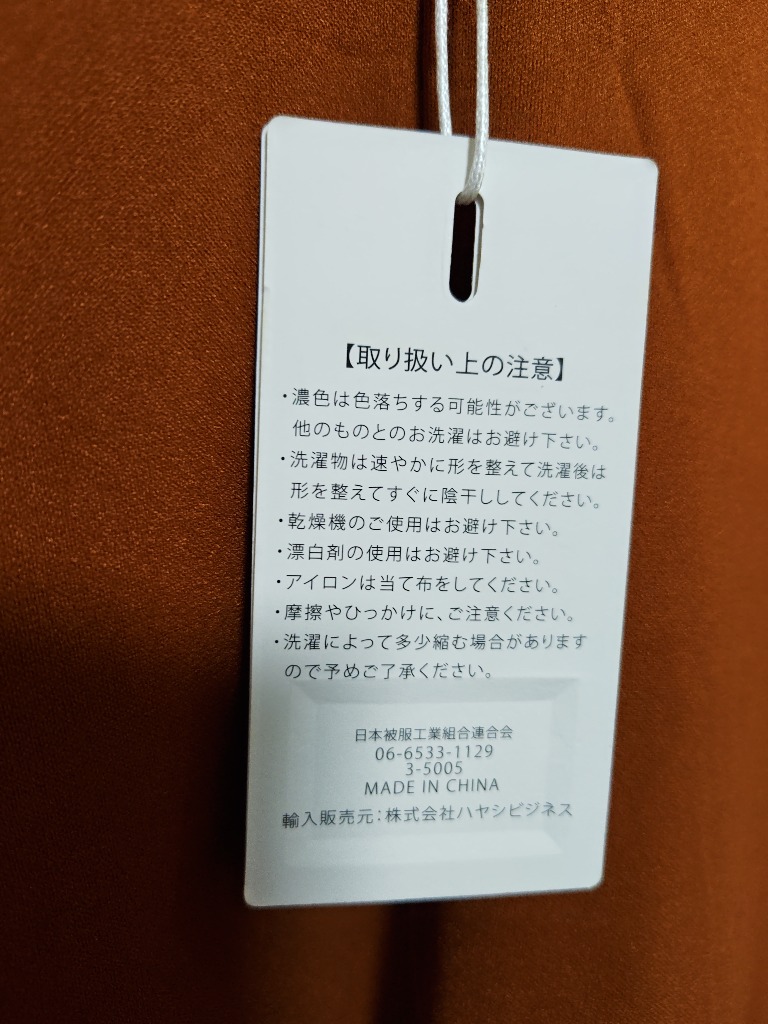 【取り扱い上の注意】
・濃色は色落ちする可能性がございます。
他のものとのお洗濯はお避け下さい。
・洗濯物は速やかに形を整えて洗濯後は
形を整えてすぐに陰干ししてください。
・乾燥機のご使用はお避け下さい。
・漂白剤の使用はお避け下さい。
・アイロンは当て布をしてください。
・摩擦やひっかけに、ご注意ください。
・洗濯によって多少縮む場合があります
ので予めご了承ください。
日本被服工業組合連合会
06-6533-1129
3-5005
MADE IN CHINA
輸入販売元：株式会社ハヤシビジネス